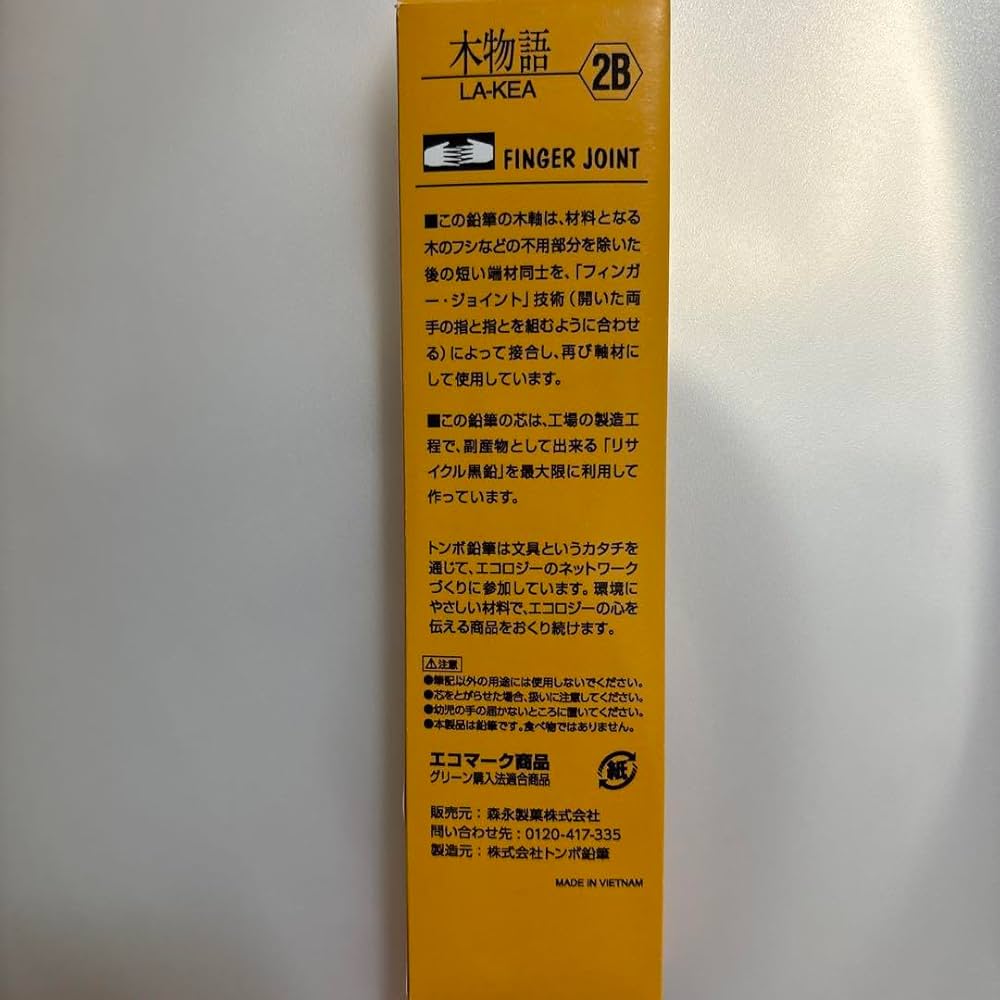 木物語
LA-KEA
2B
FINGER JOINT
■この鉛筆の木軸は、材料となる
木のフシなどの不用部分を除いた
後の短い端材同士を、「フィンガ
ー・ジョイント」技術(開いた両
手の指と指とを組むように合わせ
る)によって接合し、再び軸材に
して使用しています。
■この鉛筆の芯は、工場の製造工
程で、副産物として出来る「リサ
イクル黒鉛」を最大限に利用して
作っています。
トンボ鉛筆は文具というカタチを
通じて、エコロジーのネットワーク
づくりに参加しています。環境に
やさしい材料で、エコロジーの心を
伝える商品をおくり続けます。
⚠注意
●筆記以外の用途には使用しないでください。
●芯をとがらせた場合、扱いに注意してください。
●幼児の手の届かないところに置いてください。
●本製品は鉛筆です。食べ物ではありません。
エコマーク商品
グリーン購入法適合商品
紙
販売元:森永製菓株式会社
問い合わせ先:0120-417-335
製造元:株式会社トンボ鉛筆
MADE IN VIETNAM